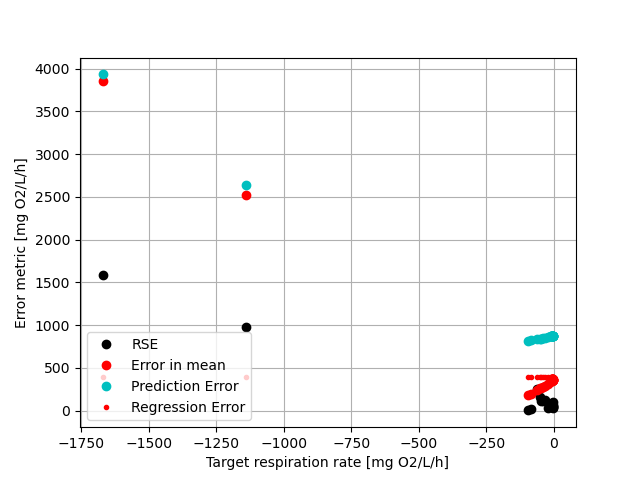 4000
3500
3000
2500
2000
1500
1000
500
0
Error metric [mg O2/L/h]
RSE
Error in mean
Prediction Error
Regression Error
−1750 −1500 −1250 −1000 −750 −500 −250 0
Target respiration rate [mg O2/L/h]